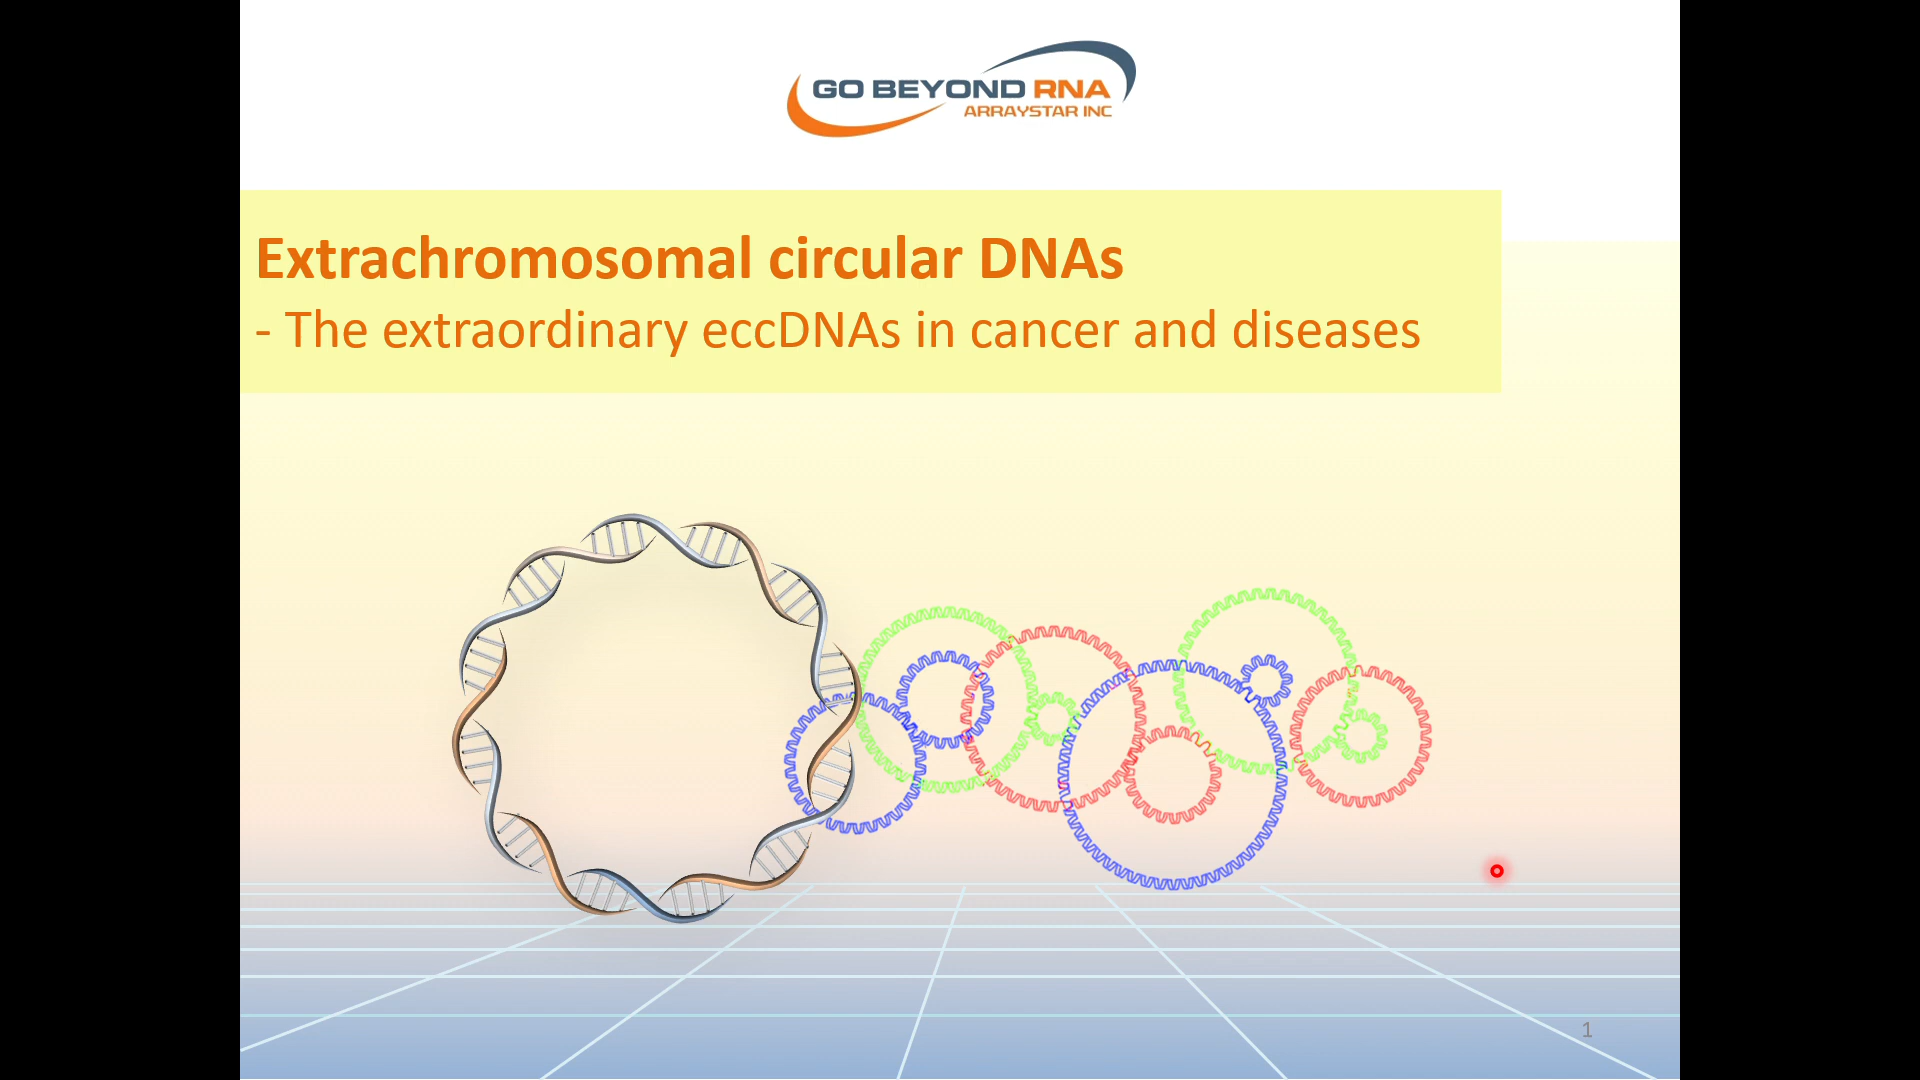 GO BEYOND RNA
ARRAYSTAR INC
Extrachromosomal circular DNAs
- The extraordinary eccDNAs in cancer and diseases
1